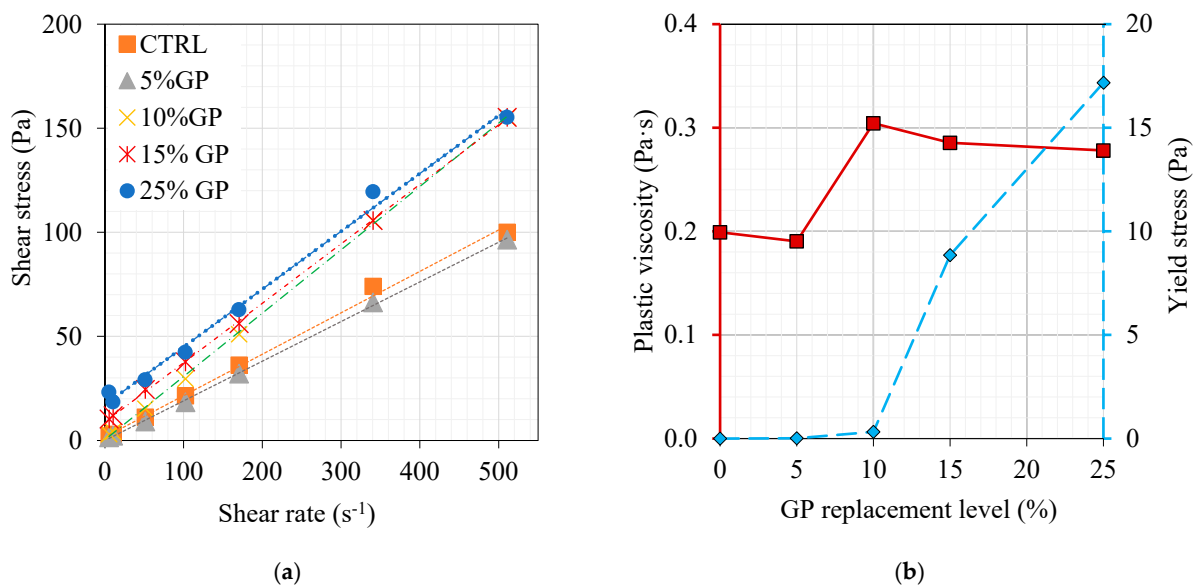 200
150
100
50
0
0 100 200 300 400 500
Shear stress (Pa)
Shear rate (s⁻¹)
CTRL
5%GP
10%GP
15% GP
25% GP
(a)
0.4
0.3
0.2
0.1
0.0
Plastic viscosity (Pa·s)
0 5 10 15 20 25
GP replacement level (%)
20
15
10
5
0
Yield stress (Pa)
(b)